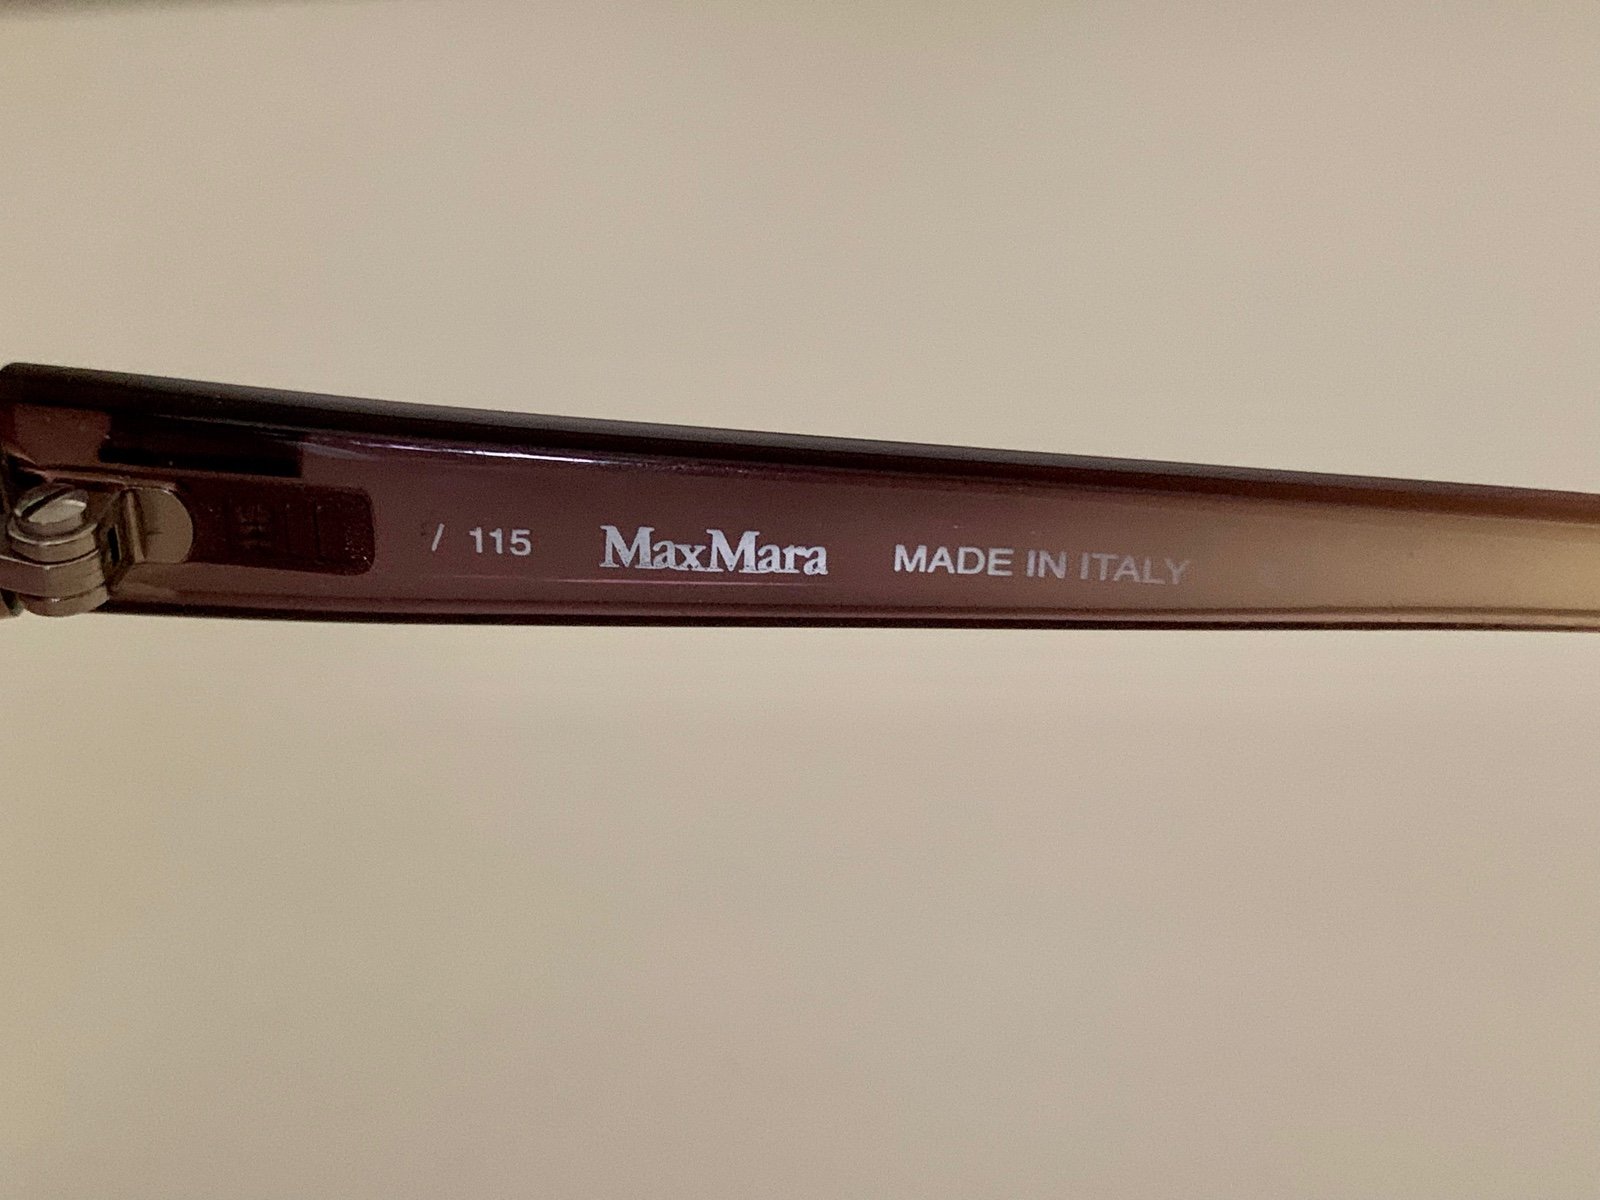 / 115 MaxMara MADE IN ITALY